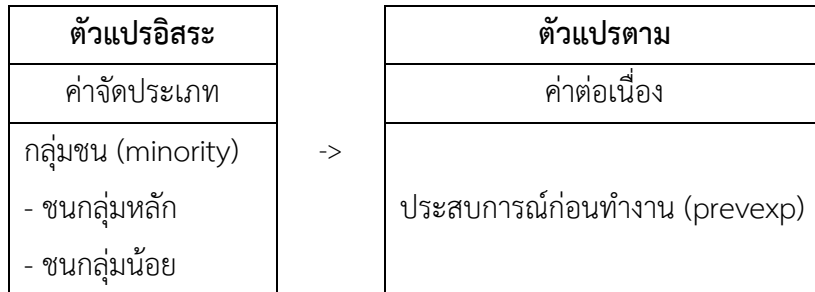 ตัวแปรอิสระ
ค่าจัดประเภท
กลุ่มชน (minority)
- ชนกลุ่มหลัก
- ชนกลุ่มน้อย
->
ตัวแปรตาม
ค่าต่อเนื่อง
ประสบการณ์ก่อนทำงาน (prevexp)